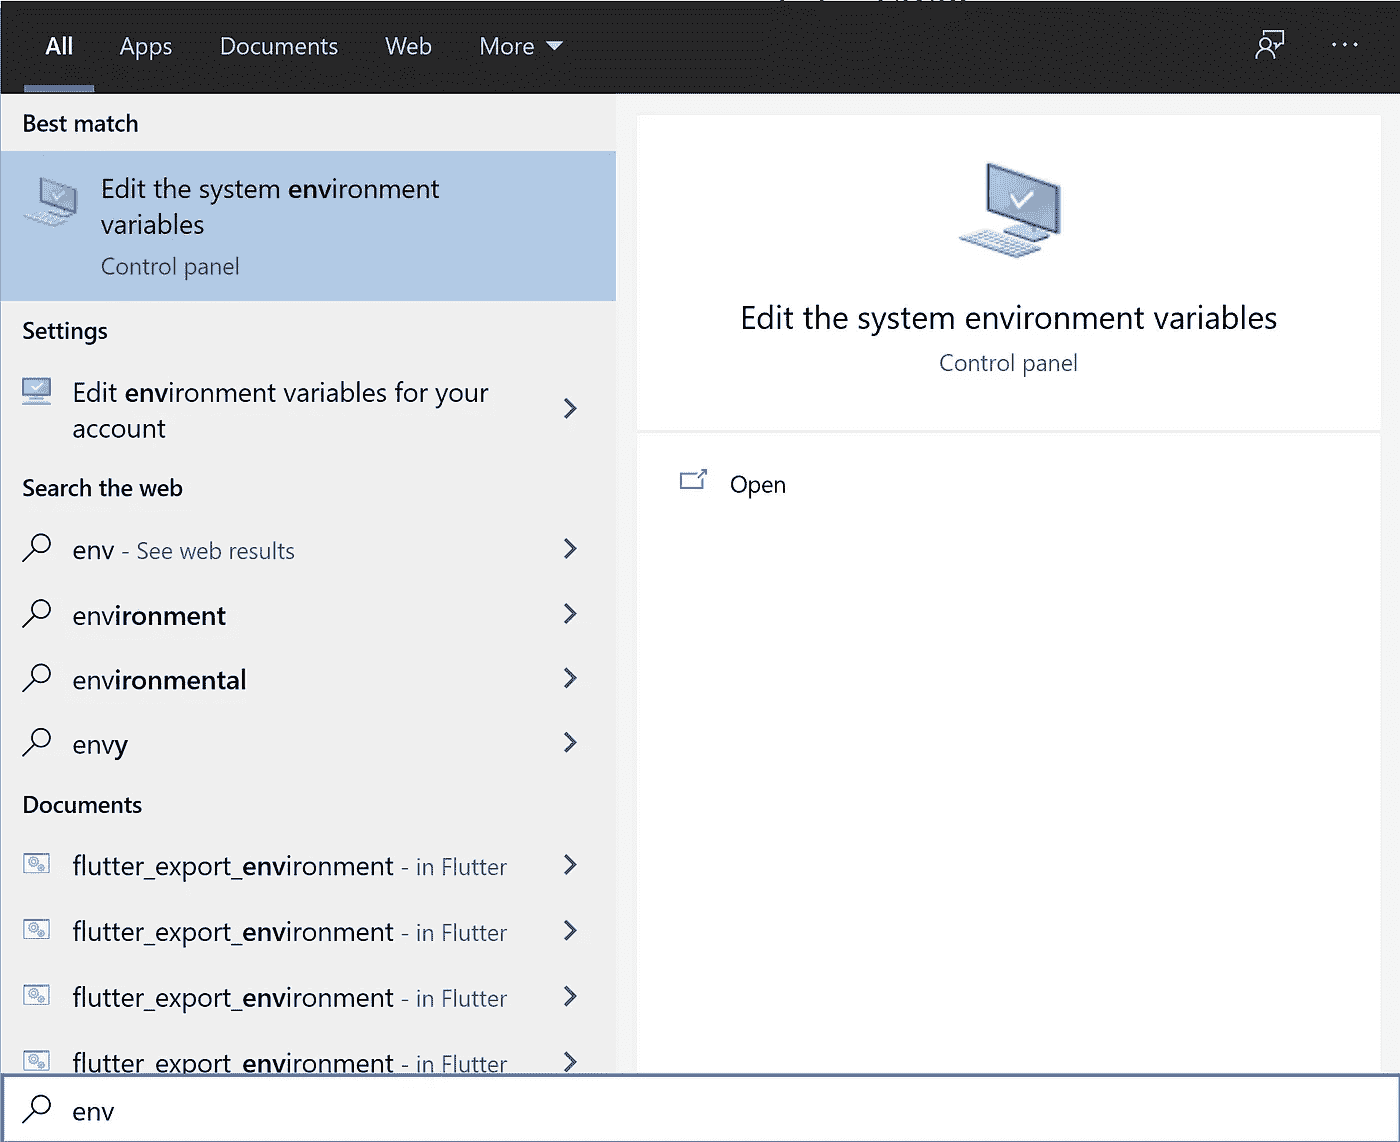 All Apps Documents Web More
Best match
Edit the system environment
variables
Control panel
Settings
Edit environment variables for your
account
Search the web
env - See web results
environment
environmental
envy
Documents
flutter_export_environment - in Flutter
flutter_export_environment - in Flutter
flutter_export_environment - in Flutter
flutter_export_environment - in Flutter
env
Edit the system environment variables
Control panel
Open